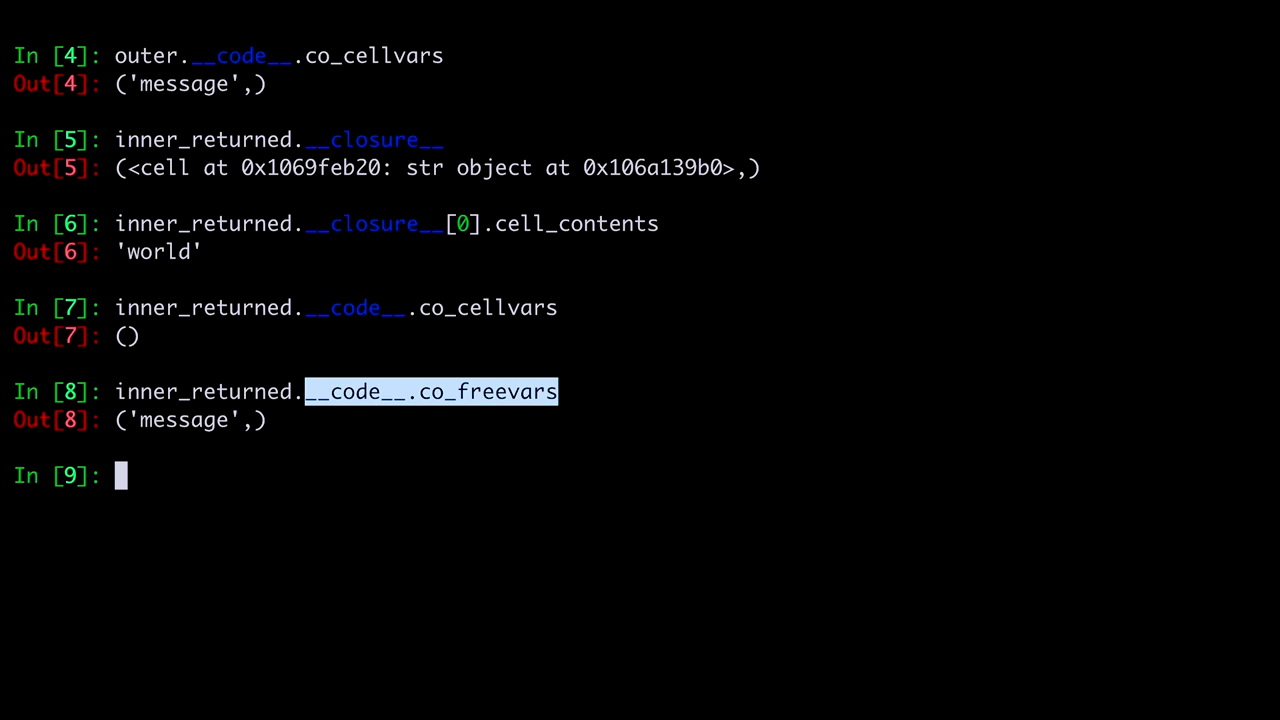 In [4]: outer.__code__.co_cellvars
Out[4]: ('message',)
In [5]: inner_returned.__closure__
Out[5]: (<cell at 0x1069feb20: str object at 0x106a139b0>,)
In [6]: inner_returned.__closure__[0].cell_contents
Out[6]: 'world'
In [7]: inner_returned.__code__.co_cellvars
Out[7]: ()
In [8]: inner_returned.__code__.co_freevars
Out[8]: ('message',)
In [9]: